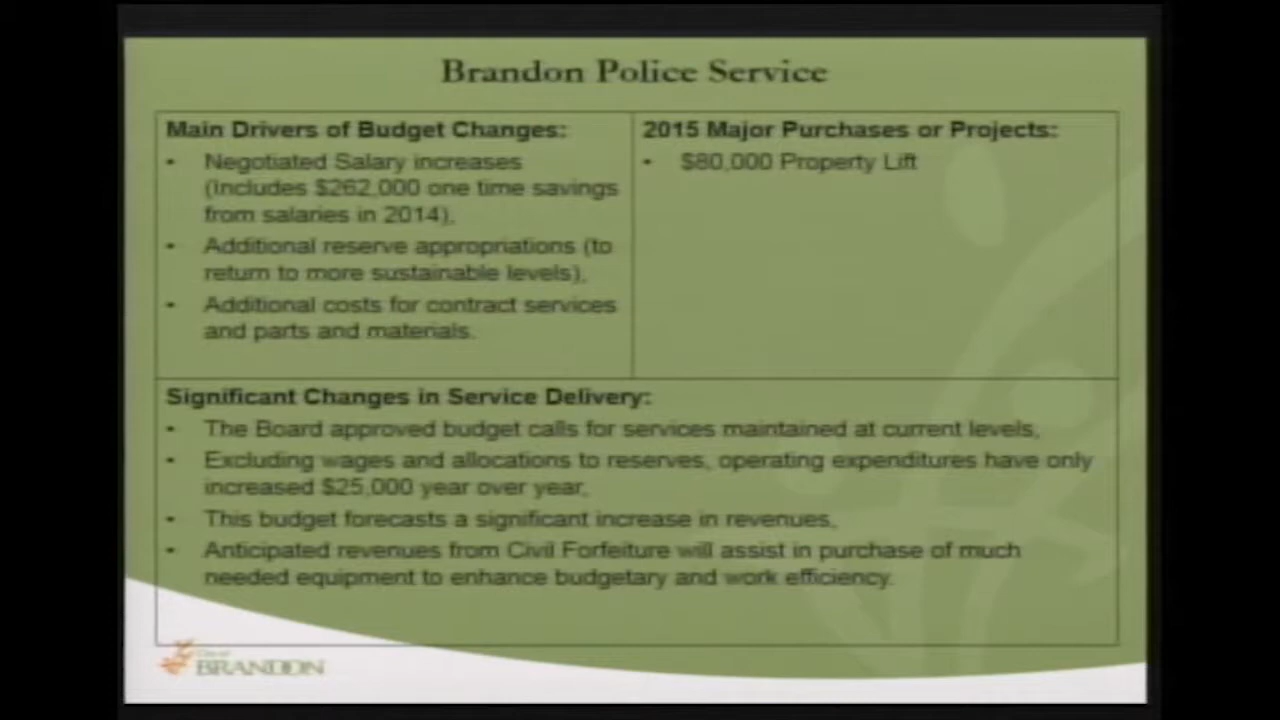 Brandon Police Service
Main Drivers of Budget Changes:
• Negotiated Salary increases
(Includes $262,000 one time savings
from salaries in 2014),
• Additional reserve appropriations (to
return to more sustainable levels),
• Additional costs for contract services
and parts and materials.
2015 Major Purchases or Projects:
• $80,000 Property Lift
Significant Changes in Service Delivery:
• The Board approved budget calls for services maintained at current levels,
• Excluding wages and allocations to reserves, operating expenditures have only
increased $25,000 year over year,
• This budget forecasts a significant increase in revenues,
• Anticipated revenues from Civil Forfeiture will assist in purchase of much
needed equipment to enhance budgetary and work efficiency.
City of
BRANDON